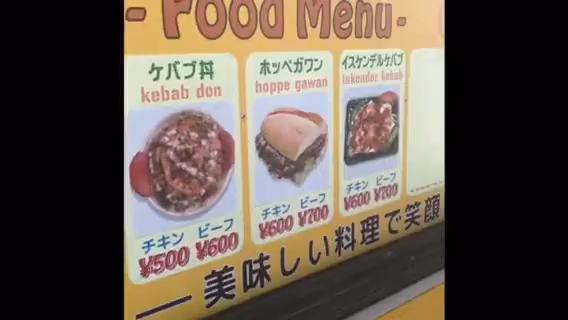 - Food Menu -
ケバブ丼
kebab don
チキン ビーフ
¥500 ¥600
ホッペガワン
hoppe gawan
チキン ビーフ
¥600 ¥700
イスケンデルケバブ
iskender kebab
チキン ビーフ
¥600 ¥700
美味しい料理で笑顔